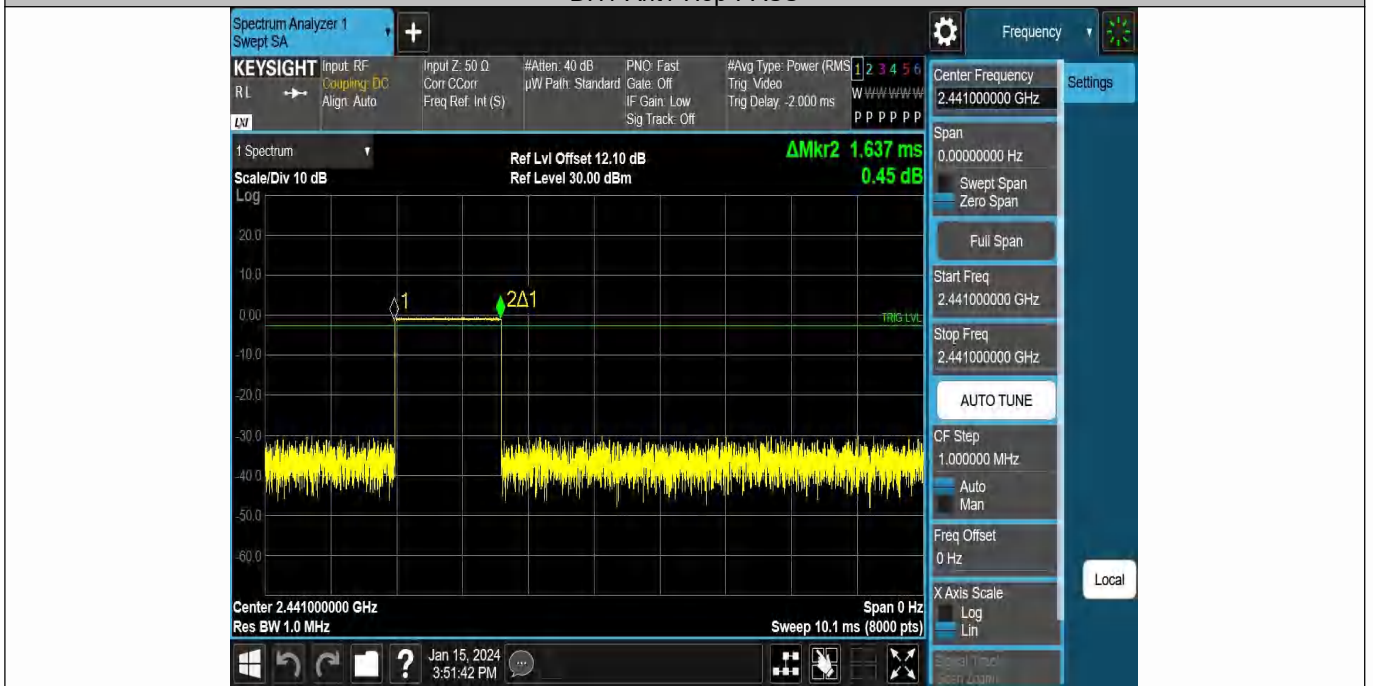 Spectrum Analyzer 1
Swept SA
+
Frequency
KEYSIGHT
RL
LXI
Input: RF
Coupling: DC
Align: Auto
Input Z: 50 Ω
Corr CCorr
Freq Ref: Int (S)
#Atten: 40 dB
µW Path: Standard
PNO: Fast
Gate: Off
IF Gain: Low
Sig Track: Off
#Avg Type: Power (RMS
Trig: Video
Trig Delay: -2.000 ms
1 2 3 4 5 6
W W W W W W
P P P P P P
Center Frequency
2.441000000 GHz
Settings
1 Spectrum
Scale/Div 10 dB
Ref Lvl Offset 12.10 dB
Ref Level 30.00 dBm
ΔMkr2 1.637 ms
0.45 dB
Span
0.00000000 Hz
Swept Span
Zero Span
Full Span
Start Freq
2.441000000 GHz
Stop Freq
2.441000000 GHz
AUTO TUNE
CF Step
1.000000 MHz
Auto
Man
Freq Offset
0 Hz
X Axis Scale
Log
Lin
Local
Log
20.0
10.0
0.00
-10.0
-20.0
-30.0
-40.0
-50.0
-60.0
1
2Δ1
TRIG LVL
Center 2.441000000 GHz
Res BW 1.0 MHz
Span 0 Hz
Sweep 10.1 ms (8000 pts)
?
Jan 15, 2024
3:51:42 PM